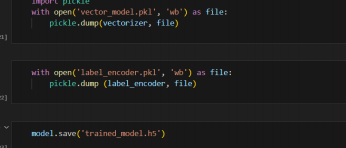 import pickle
with open('vector_model.pkl', 'wb') as file:
pickle.dump(vectorizer, file)
with open('label_encoder.pkl', 'wb') as file:
pickle.dump (label_encoder, file)
model.save('trained_model.h5')